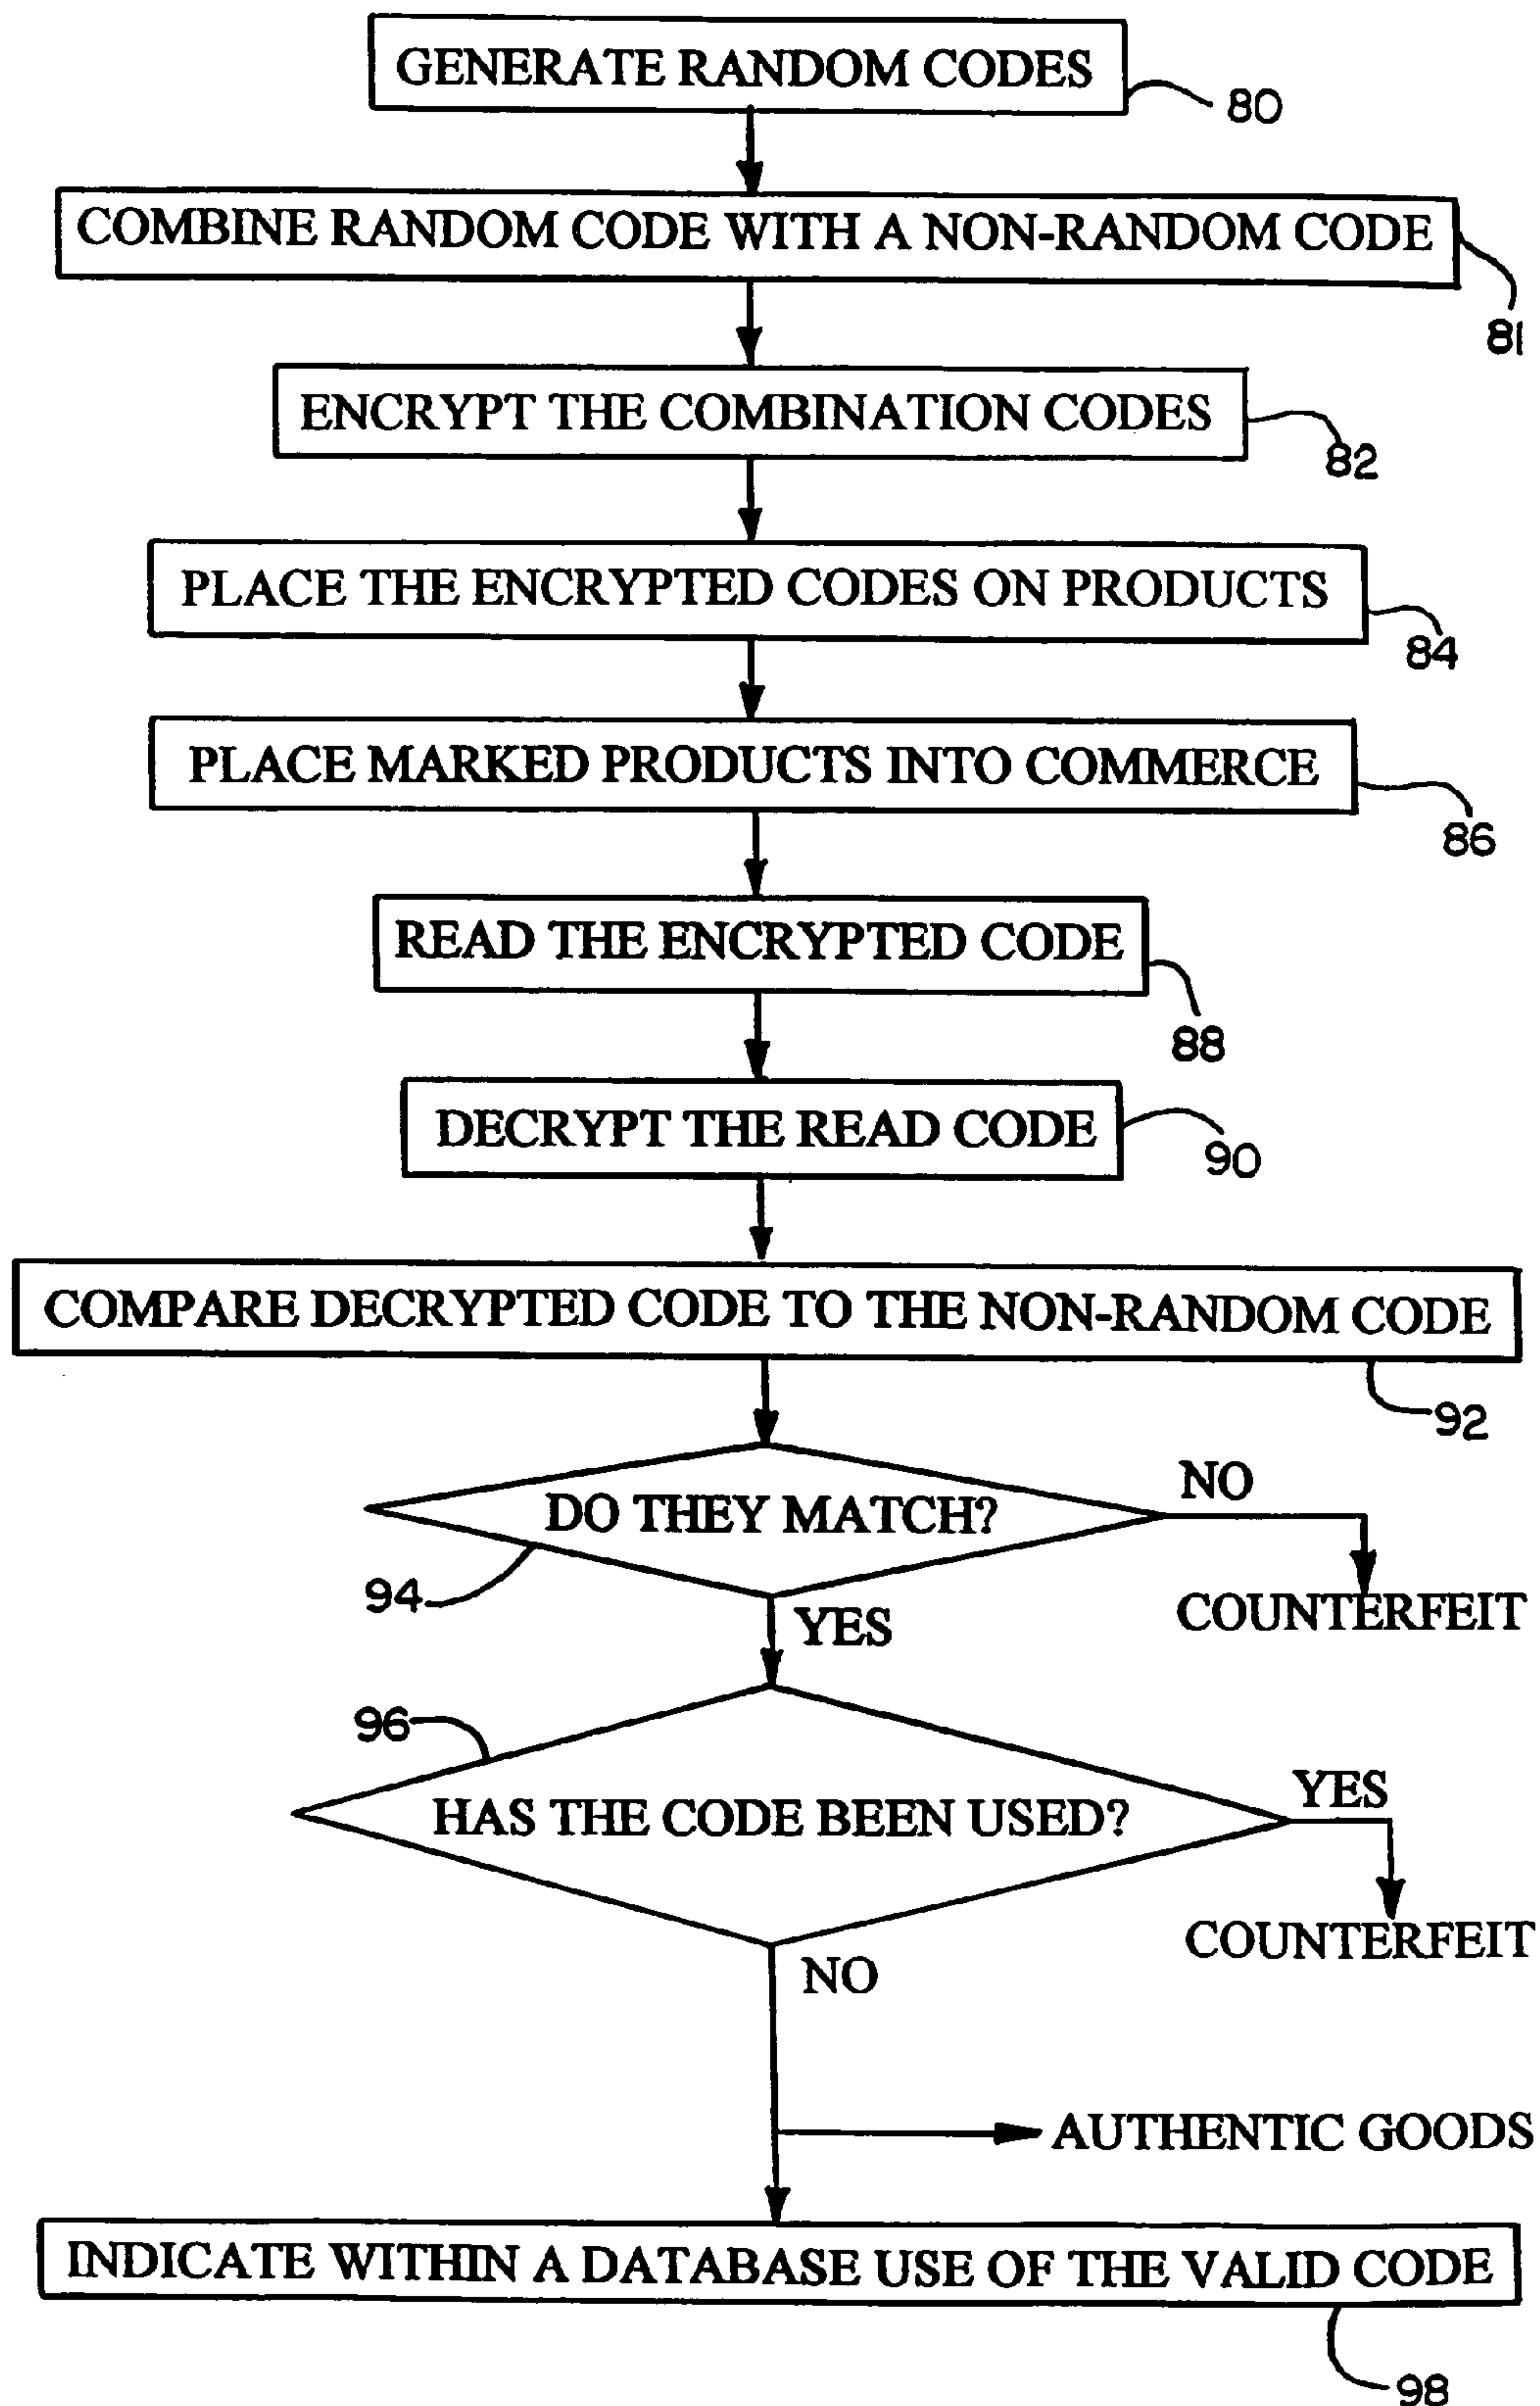 GENERATE RANDOM CODES
80
COMBINE RANDOM CODE WITH A NON-RANDOM CODE
81
ENCRYPT THE COMBINATION CODES
82
PLACE THE ENCRYPTED CODES ON PRODUCTS
84
PLACE MARKED PRODUCTS INTO COMMERCE
86
READ THE ENCRYPTED CODE
88
DECRYPT THE READ CODE
90
COMPARE DECRYPTED CODE TO THE NON-RANDOM CODE
92
DO THEY MATCH?
NO
94
COUNTERFEIT
YES
96
HAS THE CODE BEEN USED?
YES
COUNTERFEIT
NO
AUTHENTIC GOODS
INDICATE WITHIN A DATABASE USE OF THE VALID CODE
98